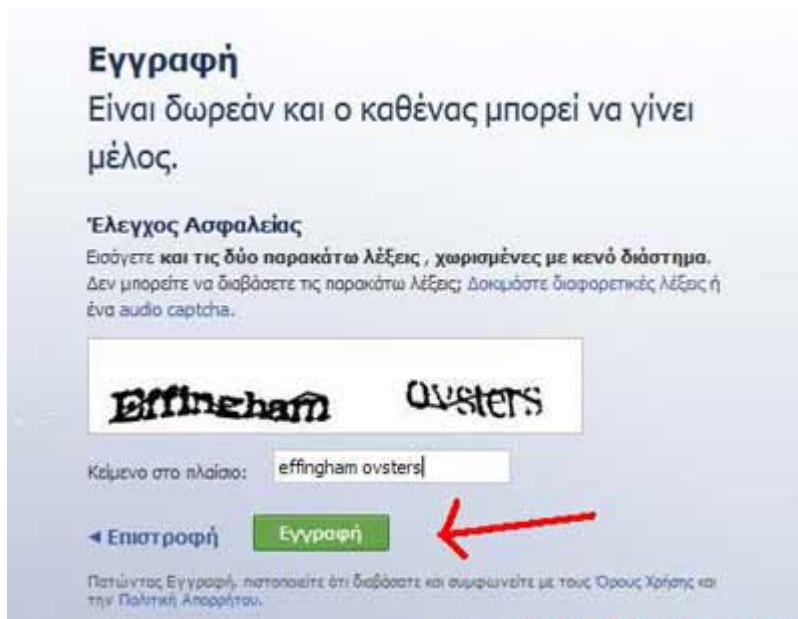 Εγγραφή
Είναι δωρεάν και ο καθένας μπορεί να γίνει
μέλος.
Έλεγχος Ασφαλείας
Εισάγετε και τις δύο παρακάτω λέξεις , χωρισμένες με κενό διάστημα.
Δεν μπορείτε να διαβάσετε τις παρακάτω λέξεις; Δοκιμάστε διαφορετικές λέξεις ή
ένα audio captcha.
Effingham ovsters
Κείμενο στο πλαίσιο: effingham ovsters
Επιστροφή Εγγραφή
Πατώντας Εγγραφή, πιστοποιείτε ότι διαβάσατε και συμφωνείτε με τους Όρους Χρήσης και
την Πολιτική Απορρήτου.